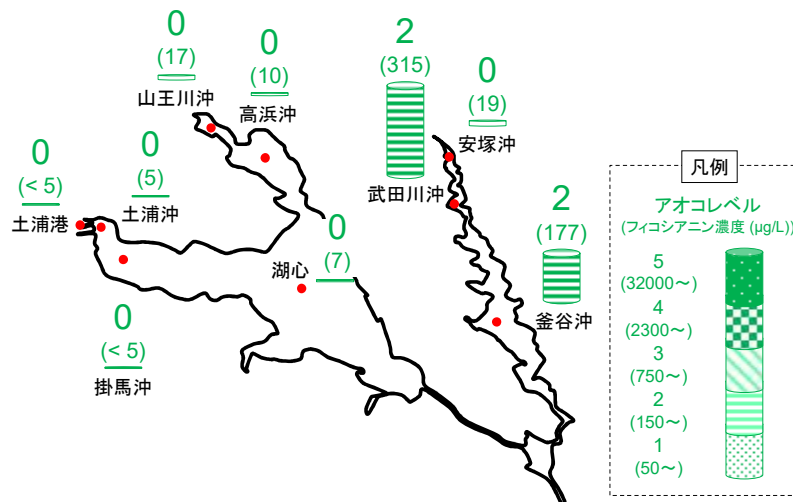 0
(17)
山王川沖
0
(10)
高浜沖
2
(315)
武田川沖
0
(19)
安塚沖
0
(< 5)
土浦港
0
(5)
土浦沖
0
(7)
湖心
2
(177)
釜谷沖
0
(< 5)
掛馬沖
凡例
アオコレベル
(フィコシアニン濃度 (μg/L))
5
(32000～)
4
(2300～)
3
(750～)
2
(150～)
1
(50～)